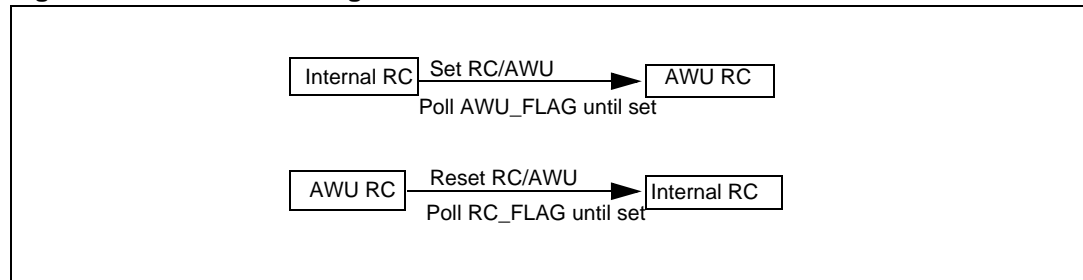 Internal RC Set RC/AWU AWU RC
Poll AWU_FLAG until set
AWU RC Reset RC/AWU Internal RC
Poll RC_FLAG until set